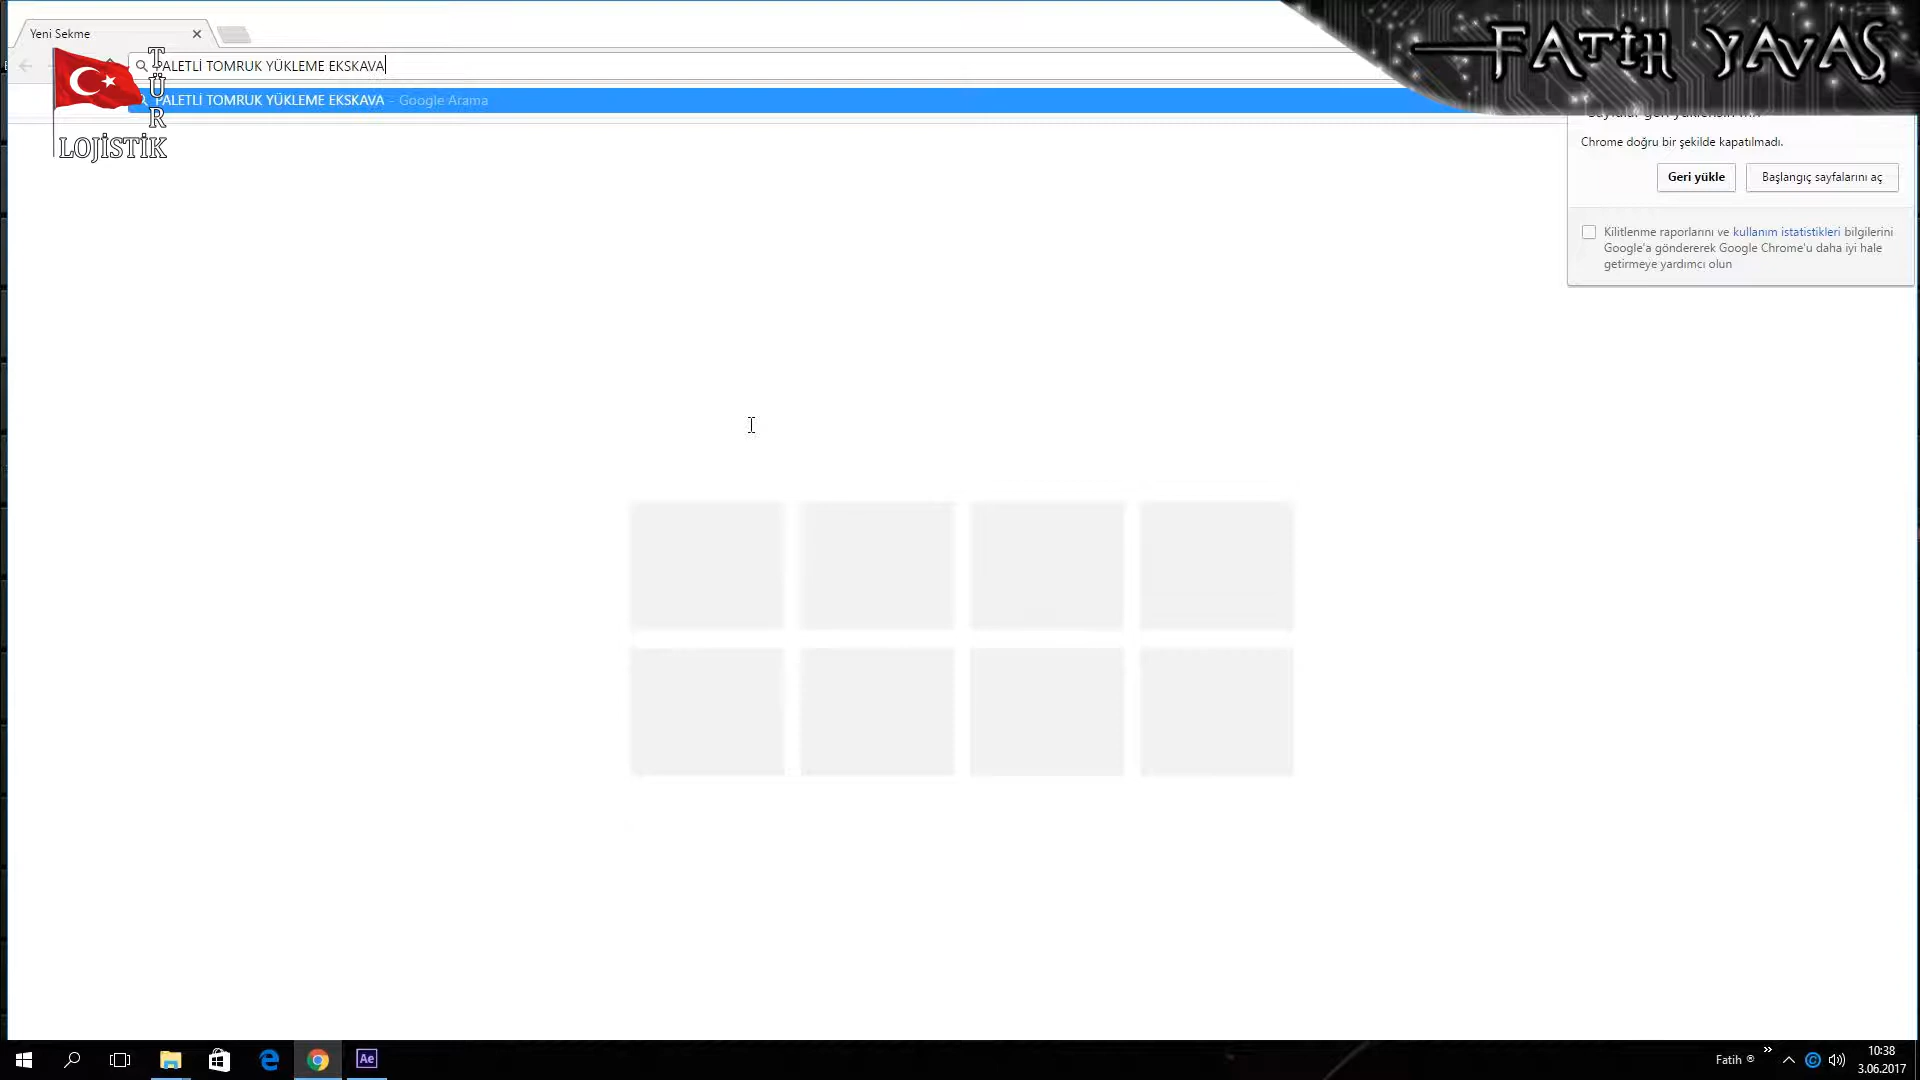 Yeni Sekme
FATİH YAVAŞ
PALETLİ TOMRUK YÜKLEME EKSKAVA
PALETLİ TOMRUK YÜKLEME EKSKAVA - Google Arama
TÜRK
LOJİSTİK
Chrome doğru bir şekilde kapatılmadı.
Geri yükle
Başlangıç sayfalarını aç
Kilitlenme raporlarını ve kullanım istatistikleri bilgilerini
Google'a göndererek Google Chrome'u daha iyi hale
getirmeye yardımcı olun
Ae
Fatih ®
10:38
3.06.2017